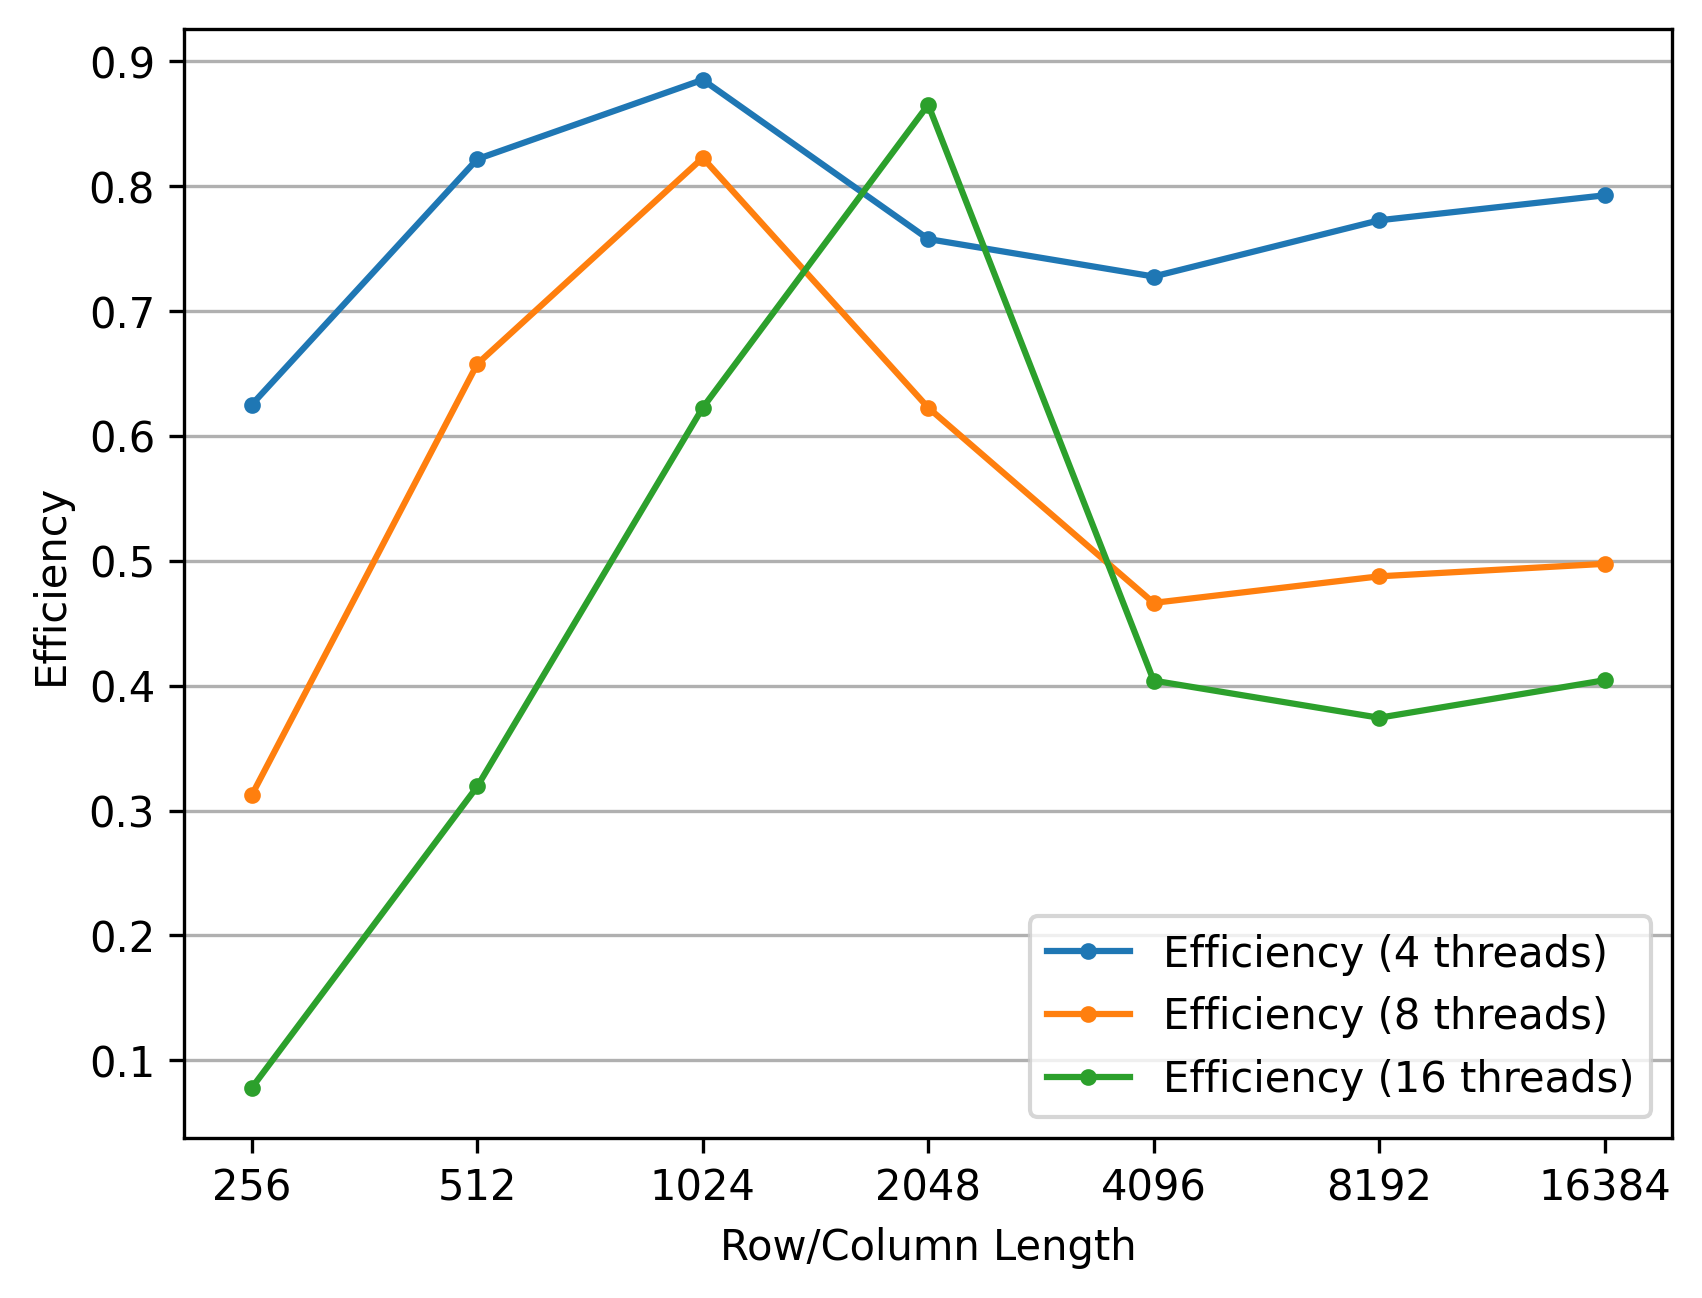 0.9
0.8
0.7
0.6
0.5
0.4
0.3
0.2
0.1
Efficiency
Efficiency (4 threads)
Efficiency (8 threads)
Efficiency (16 threads)
256 512 1024 2048 4096 8192 16384
Row/Column Length